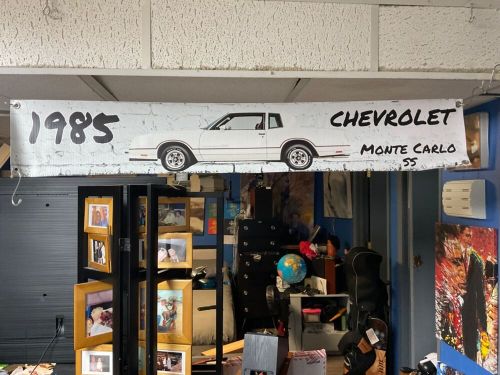 1985
CHEVROLET
MONTE CARLO
SS